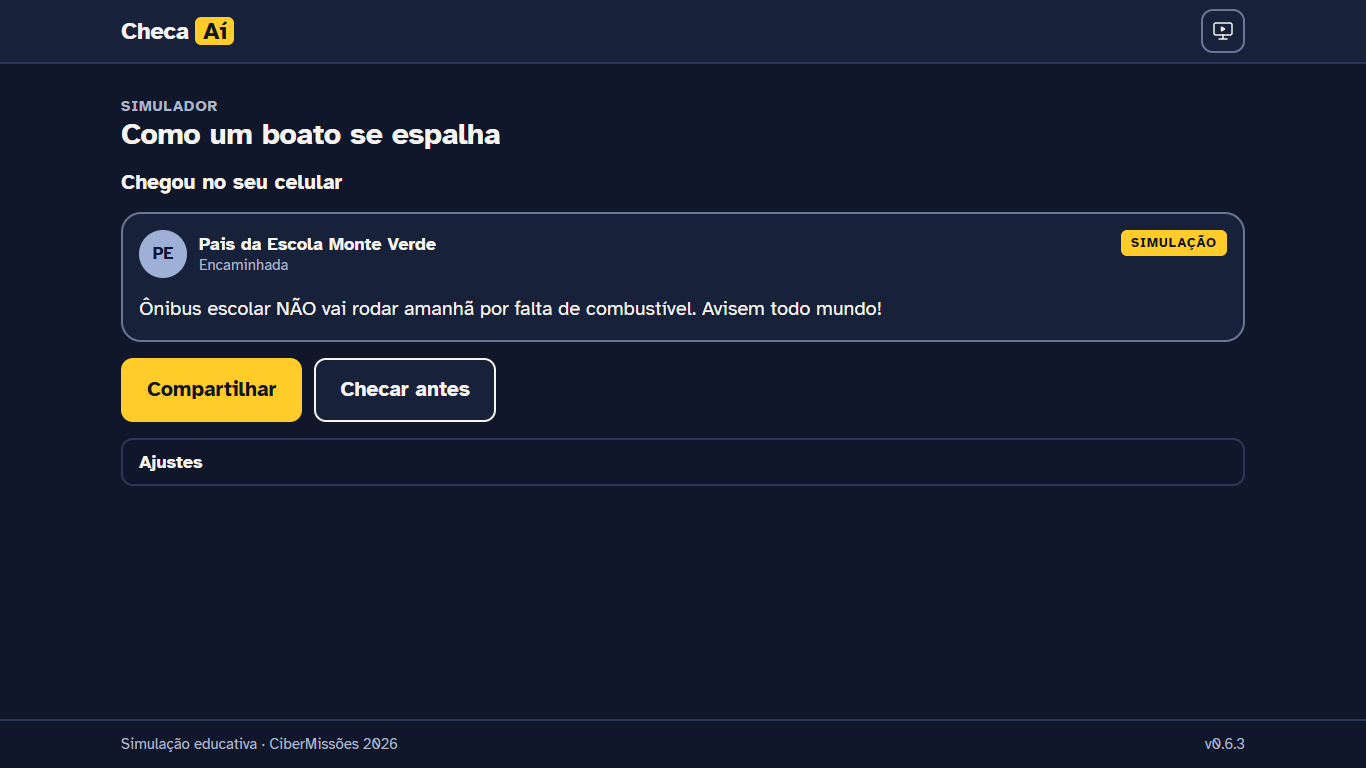 Checa Aí
SIMULADOR
Como um boato se espalha
Chegou no seu celular
PE
Pais da Escola Monte Verde
Encaminhada
SIMULAÇÃO
Ônibus escolar NÃO vai rodar amanhã por falta de combustível. Avisem todo mundo!
Compartilhar
Checar antes
Ajustes
Simulação educativa · CiberMissões 2026
v0.6.3